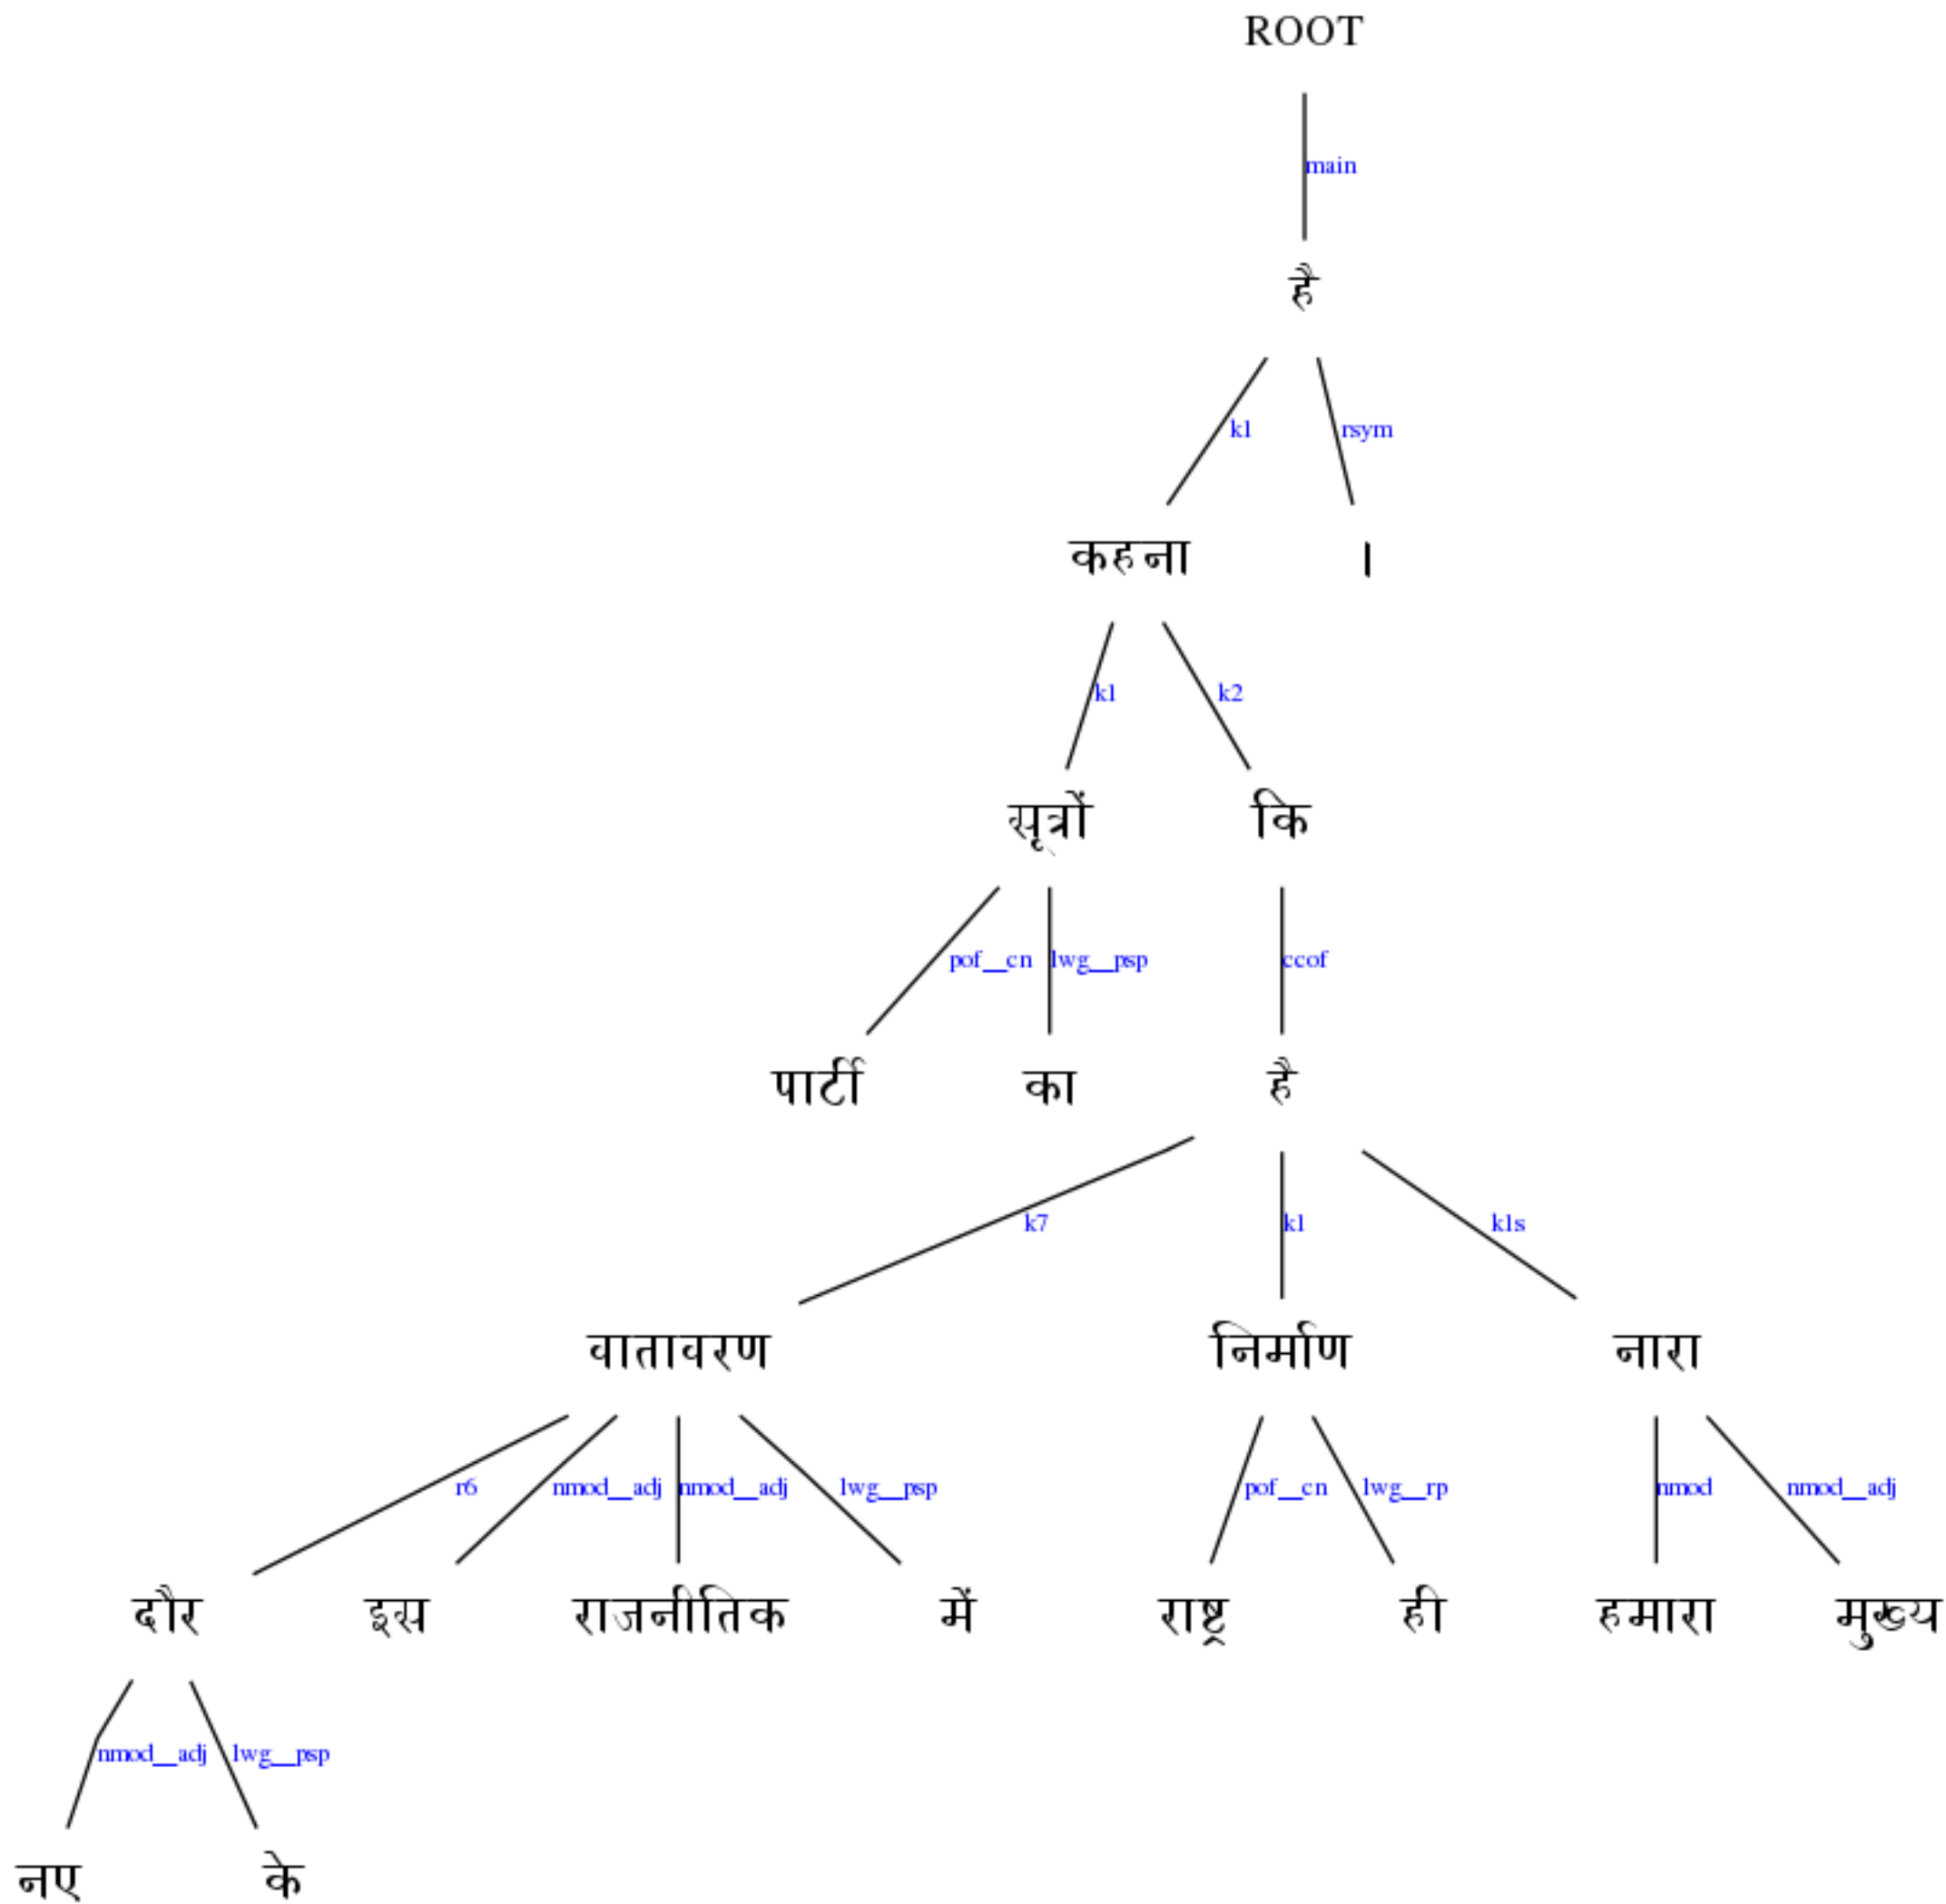 ROOT
main
है
k1 rsym
कहना ।
k1 k2
सूत्रों कि
pof__cn lwg__psp ccof
पार्टी का है
k7 k1 k1s
वातावरण निर्माण नारा
r6 nmod__adj nmod__adj lwg__psp pof__cn lwg__rp nmod nmod__adj
दौर इस राजनीतिक में राष्ट्र ही हमारा मुख्य
nmod__adj lwg__psp
नए के